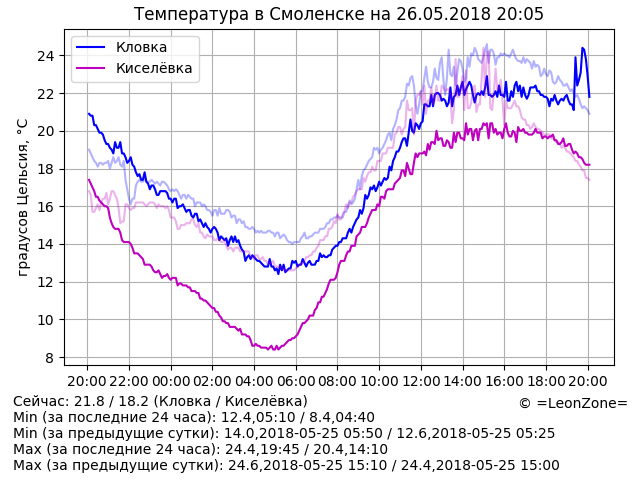 Температура в Смоленске на 26.05.2018 20:05
Кловка
Киселёвка
градусов Цельсия, °C
24
22
20
18
16
14
12
10
8
20:00 22:00 00:00 02:00 04:00 06:00 08:00 10:00 12:00 14:00 16:00 18:00 20:00
Сейчас: 21.8 / 18.2 (Кловка / Киселёвка)
© =LeonZone=
Min (за последние 24 часа): 12.4,05:10 / 8.4,04:40
Min (за предыдущие сутки): 14.0,2018-05-25 05:50 / 12.6,2018-05-25 05:25
Max (за последние 24 часа): 24.4,19:45 / 20.4,14:10
Max (за предыдущие сутки): 24.6,2018-05-25 15:10 / 24.4,2018-05-25 15:00